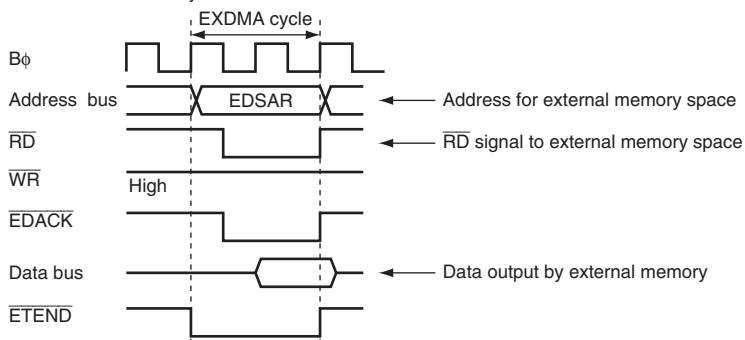 EXDMA cycle
Bϕ
Address bus
EDSAR
Address for external memory space
RD
RD signal to external memory space
WR
High
EDACK
Data bus
Data output by external memory
ETEND